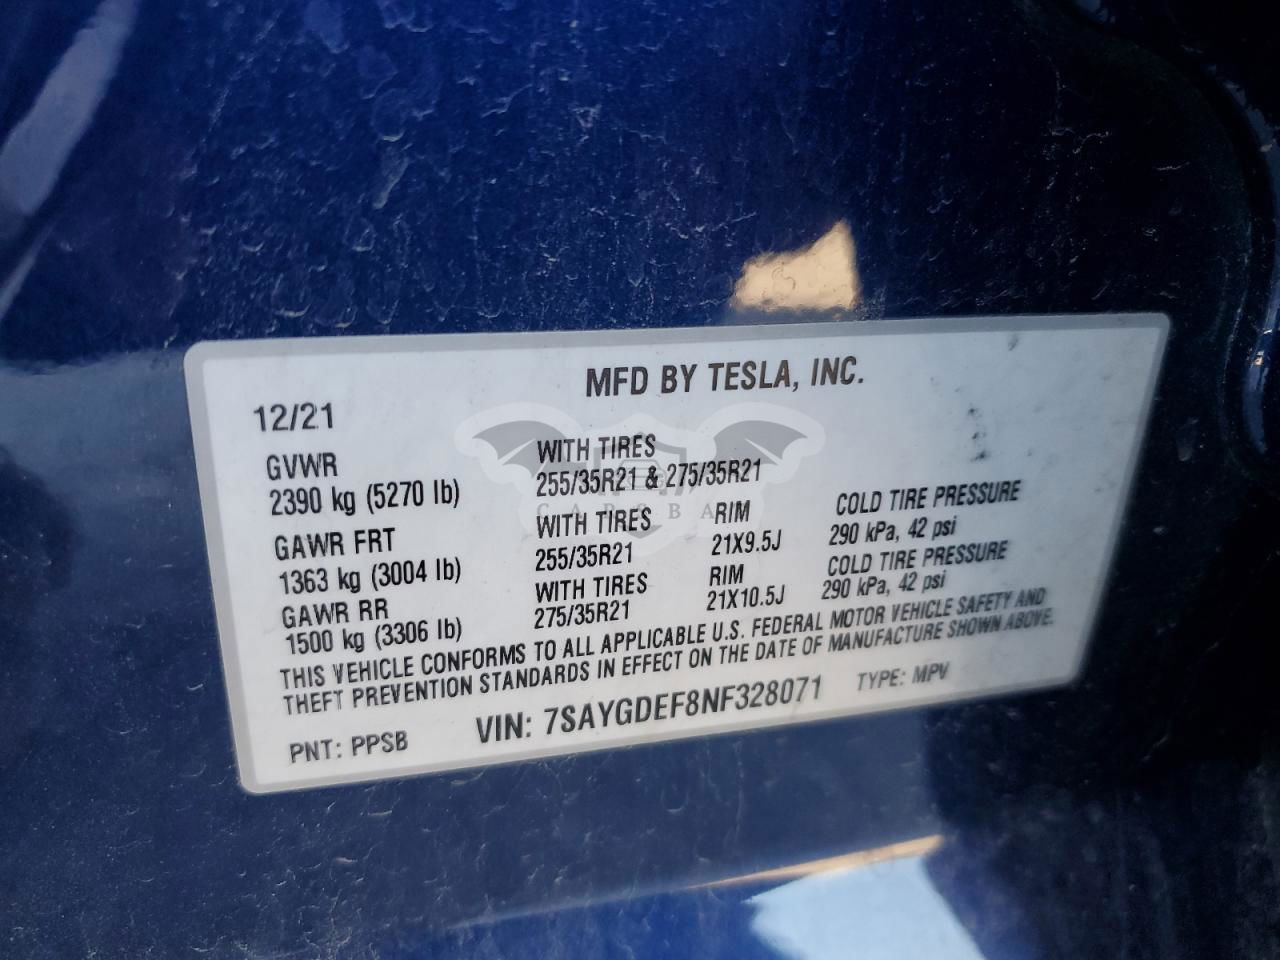 MFD BY TESLA, INC.
12/21
GVWR
2390 kg (5270 lb)
WITH TIRES
255/35R21 & 275/35R21
GAWR FRT
1363 kg (3004 lb)
WITH TIRES
255/35R21
RIM
21X9.5J
COLD TIRE PRESSURE
290 kPa, 42 psi
GAWR RR
1500 kg (3306 lb)
WITH TIRES
275/35R21
RIM
21X10.5J
COLD TIRE PRESSURE
290 kPa, 42 psi
THIS VEHICLE CONFORMS TO ALL APPLICABLE U.S. FEDERAL MOTOR VEHICLE SAFETY AND
THEFT PREVENTION STANDARDS IN EFFECT ON THE DATE OF MANUFACTURE SHOWN ABOVE.
PNT: PPSB
VIN: 7SAYGDEF8NF328071
TYPE: MPV